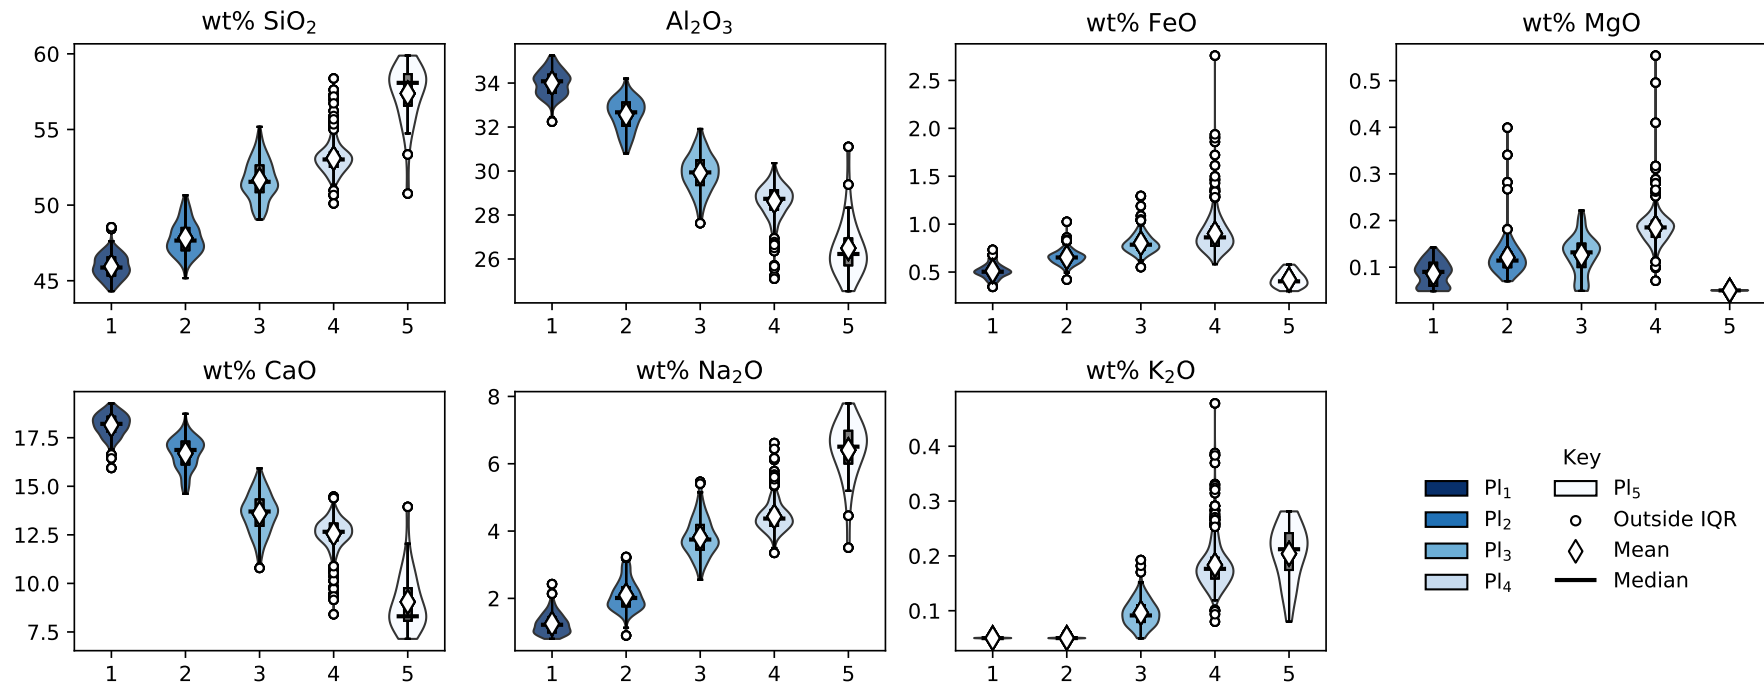 wt% SiO₂
60
55
50
45
1 2 3 4 5
Al₂O₃
34
32
30
28
26
1 2 3 4 5
wt% FeO
2.5
2.0
1.5
1.0
0.5
1 2 3 4 5
wt% MgO
0.5
0.4
0.3
0.2
0.1
1 2 3 4 5
wt% CaO
17.5
15.0
12.5
10.0
7.5
1 2 3 4 5
wt% Na₂O
8
6
4
2
1 2 3 4 5
wt% K₂O
0.4
0.3
0.2
0.1
1 2 3 4 5
Key
Pl₁
Pl₂
Pl₃
Pl₄
Pl₅
Outside IQR
Mean
Median